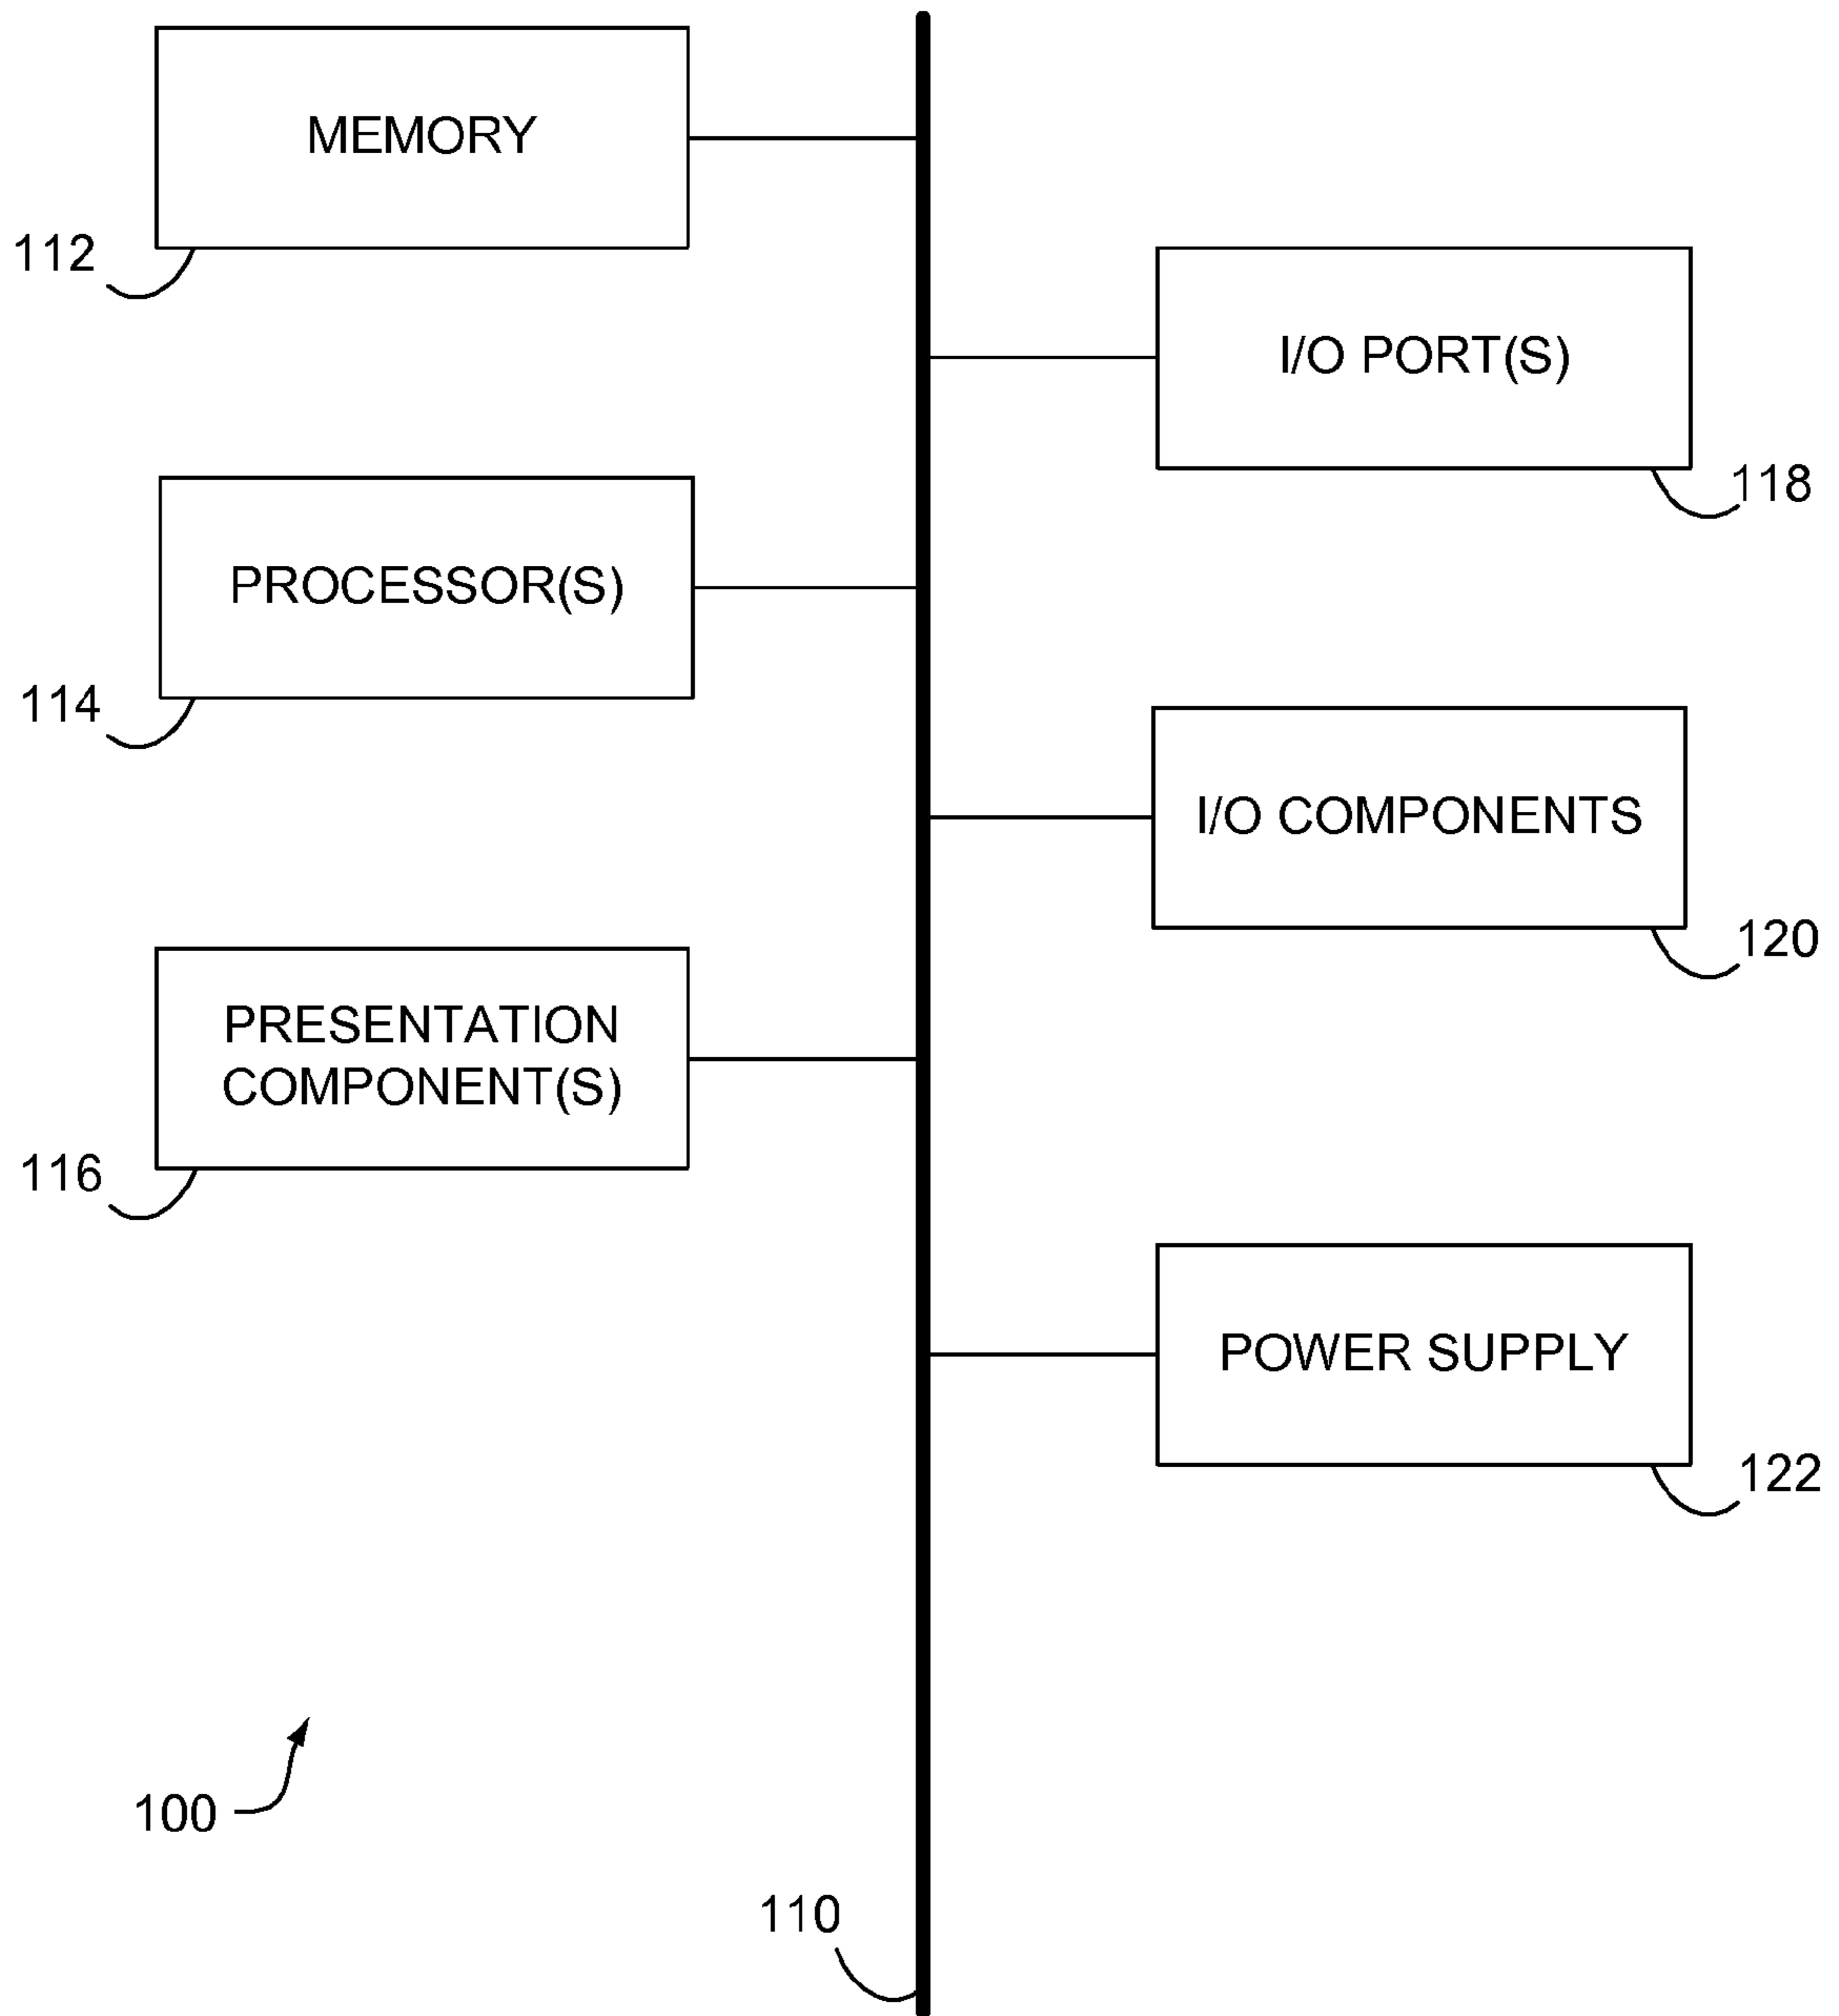 MEMORY
112
I/O PORT(S)
118
PROCESSOR(S)
114
I/O COMPONENTS
120
PRESENTATION
COMPONENT(S)
116
POWER SUPPLY
122
100
110